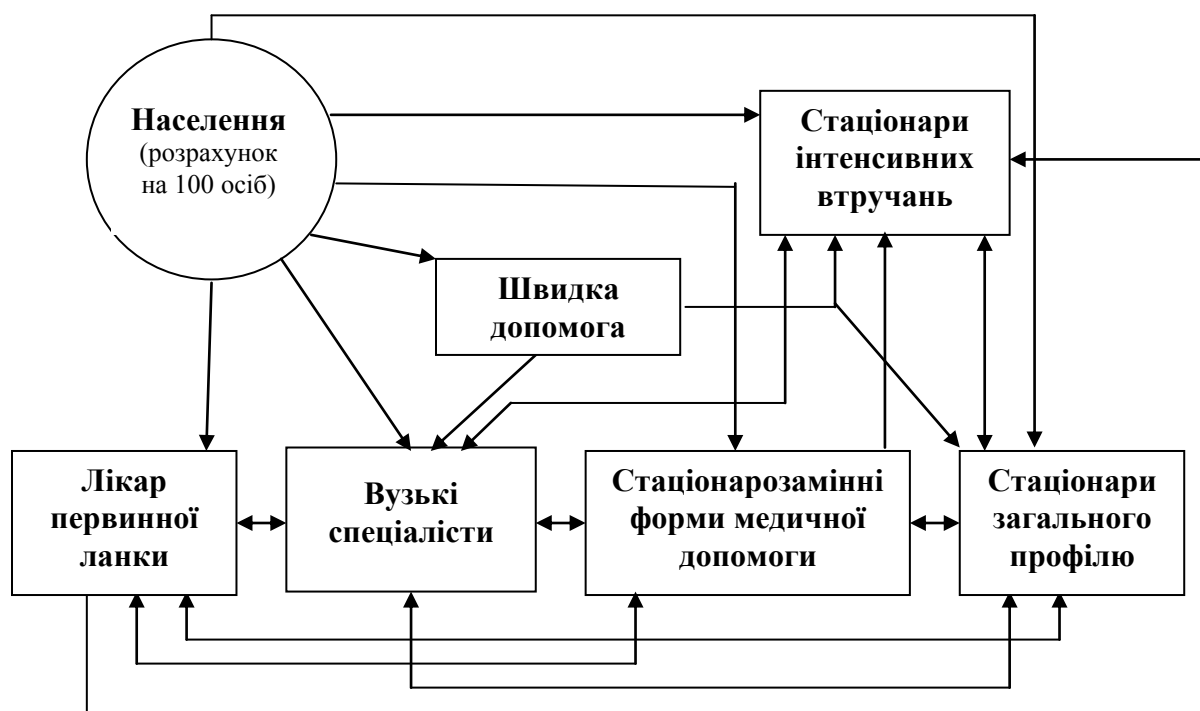 Населення
(розрахунок
на 100 осіб)
Стаціонари
інтенсивних
втручань
Швидка
допомога
Лікар
первинної
ланки
Вузькі
спеціалісти
Стаціонарозамінні
форми медичної
допомоги
Стаціонари
загального
профілю